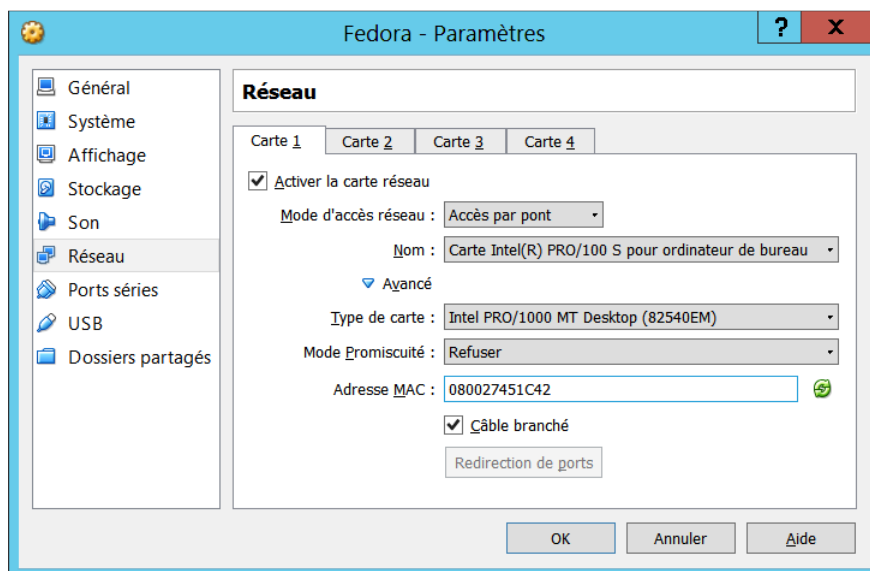 Fedora - Paramètres
? x
Général
Système
Affichage
Stockage
Son
Réseau
Ports séries
USB
Dossiers partagés
Réseau
Carte 1 Carte 2 Carte 3 Carte 4
Activer la carte réseau
Mode d'accès réseau : Accès par pont
Nom : Carte Intel(R) PRO/100 S pour ordinateur de bureau
Avancé
Type de carte : Intel PRO/1000 MT Desktop (82540EM)
Mode Promiscuité : Refuser
Adresse MAC : 080027451C42
Câble branché
Redirection de ports
OK Annuler Aide